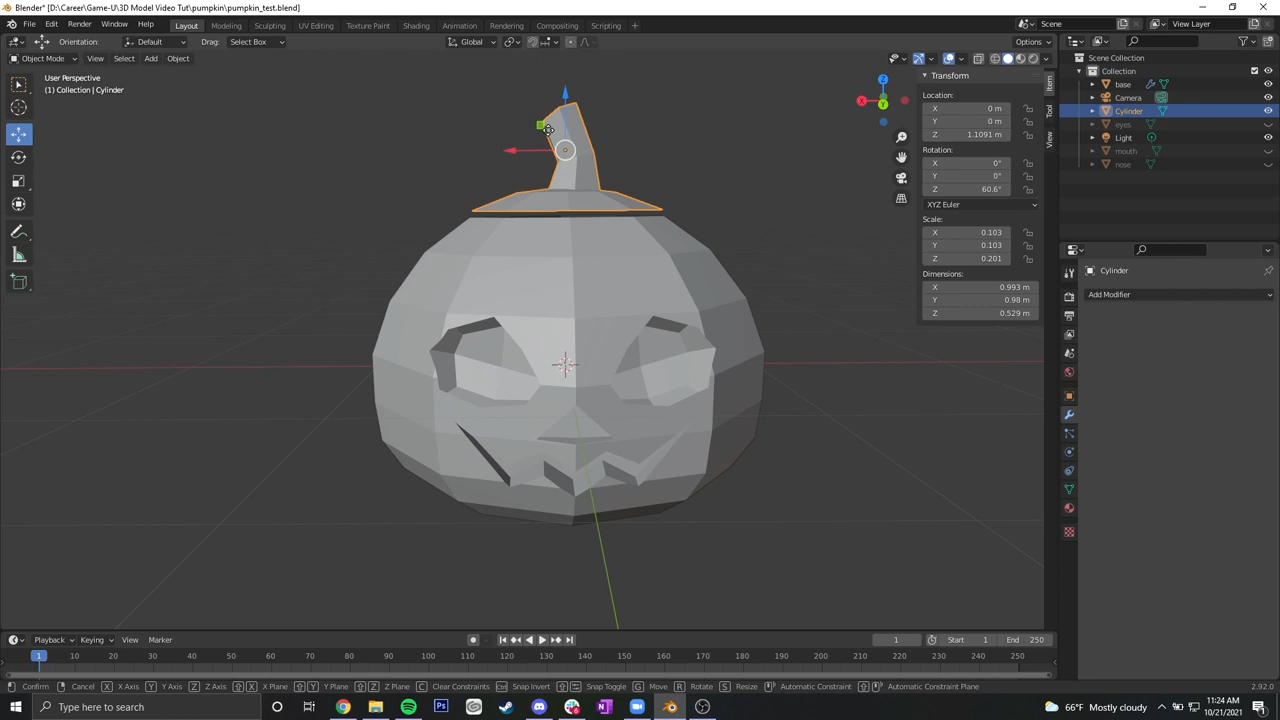 Blender* [D:\Career\Game-U\3D Model Video Tut\pumpkin\pumpkin_test.blend]
File Edit Render Window Help Layout Modeling Sculpting UV Editing Texture Paint Shading Animation Rendering Compositing Scripting + Scene View Layer
Orientation: Default Drag: Select Box Global Options
Object Mode View Select Add Object
User Perspective
(1) Collection | Cylinder
Transform
Location:
X 0 m
Y 0 m
Z 1.1091 m
Rotation:
X 0°
Y 0°
Z 60.6°
XYZ Euler
Scale:
X 0.103
Y 0.103
Z 0.201
Dimensions:
X 0.993 m
Y 0.98 m
Z 0.529 m
Item
Tool
View
X
Y
Z
Scene Collection
Collection
base
Camera
Cylinder
eyes
Light
mouth
nose
Cylinder
Add Modifier
Playback Keying View Marker 1 Start 1 End 250
1 10 20 30 40 50 60 70 80 90 100 110 120 130 140 150 160 170 180 190 200 210 220 230 240 250
Confirm Cancel X X Axis Y Y Axis Z Z Axis X X Plane Y Y Plane Z Z Plane C Clear Constraints Snap Invert Snap Toggle G Move R Rotate S Resize Automatic Constraint Automatic Constraint Plane 2.92.0
Type here to search 66°F Mostly cloudy 11:24 AM
10/21/2021